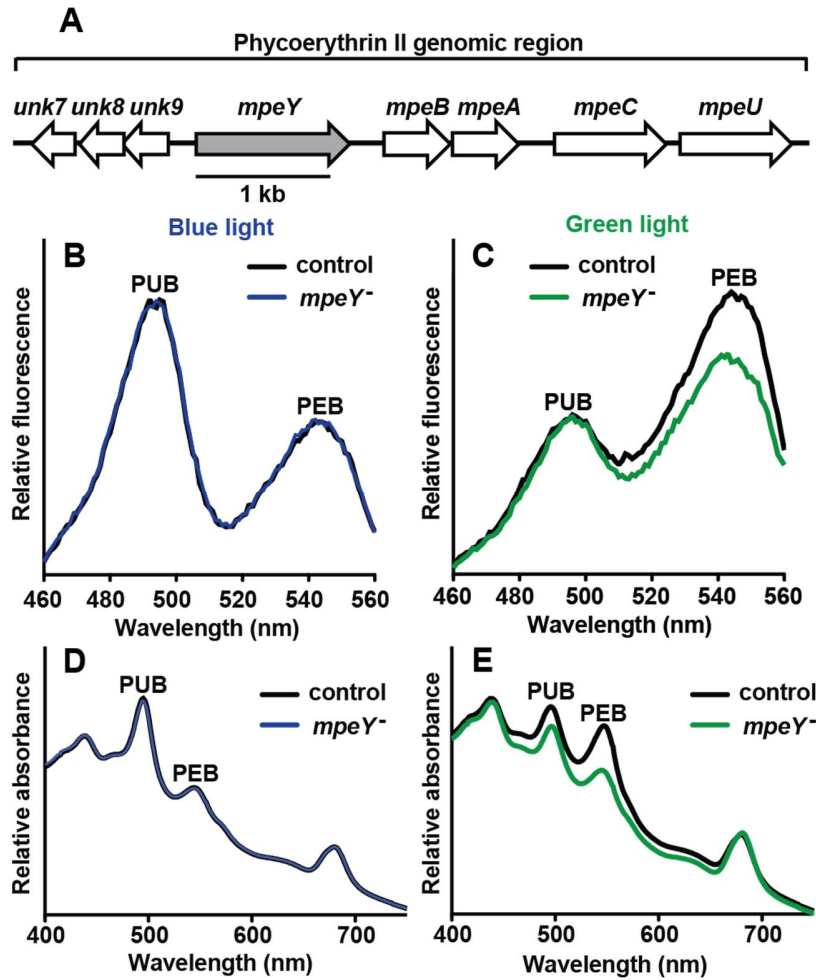 A
Phycoerythrin II genomic region
unk7 unk8 unk9 mpeY mpeB mpeA mpeC mpeU
1 kb
Blue light
B
PUB
PEB
control
mpeY-
Relative fluorescence
460 480 500 520 540 560
Wavelength (nm)
Green light
C
PUB
PEB
control
mpeY-
Relative fluorescence
460 480 500 520 540 560
Wavelength (nm)
D
PUB
PEB
control
mpeY-
Relative absorbance
400 500 600 700
Wavelength (nm)
E
PUB
PEB
control
mpeY-
Relative absorbance
400 500 600 700
Wavelength (nm)